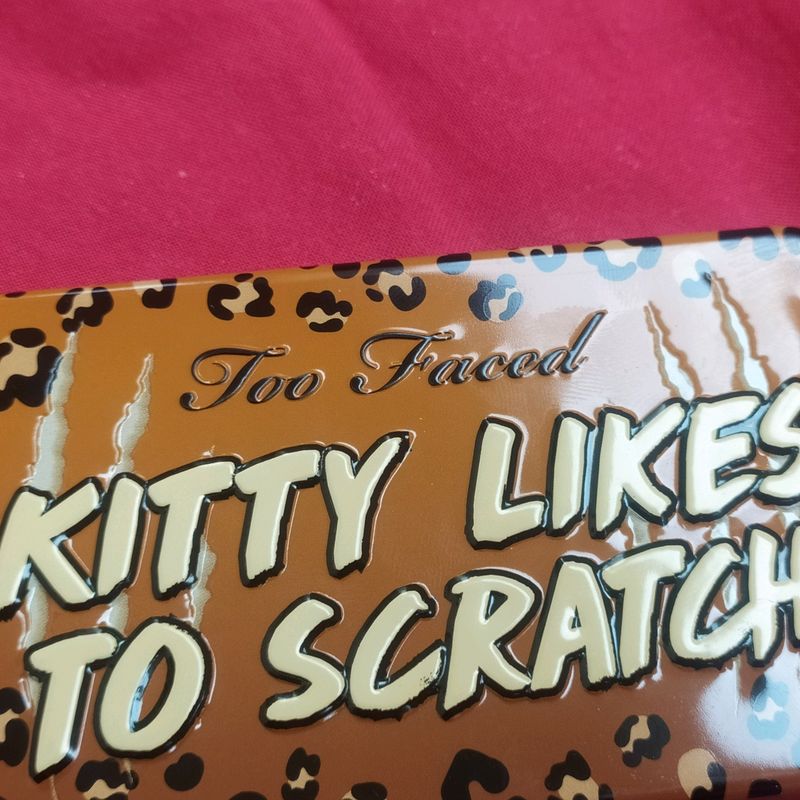 Too Faced
KITTY LIKES
TO SCRATCH